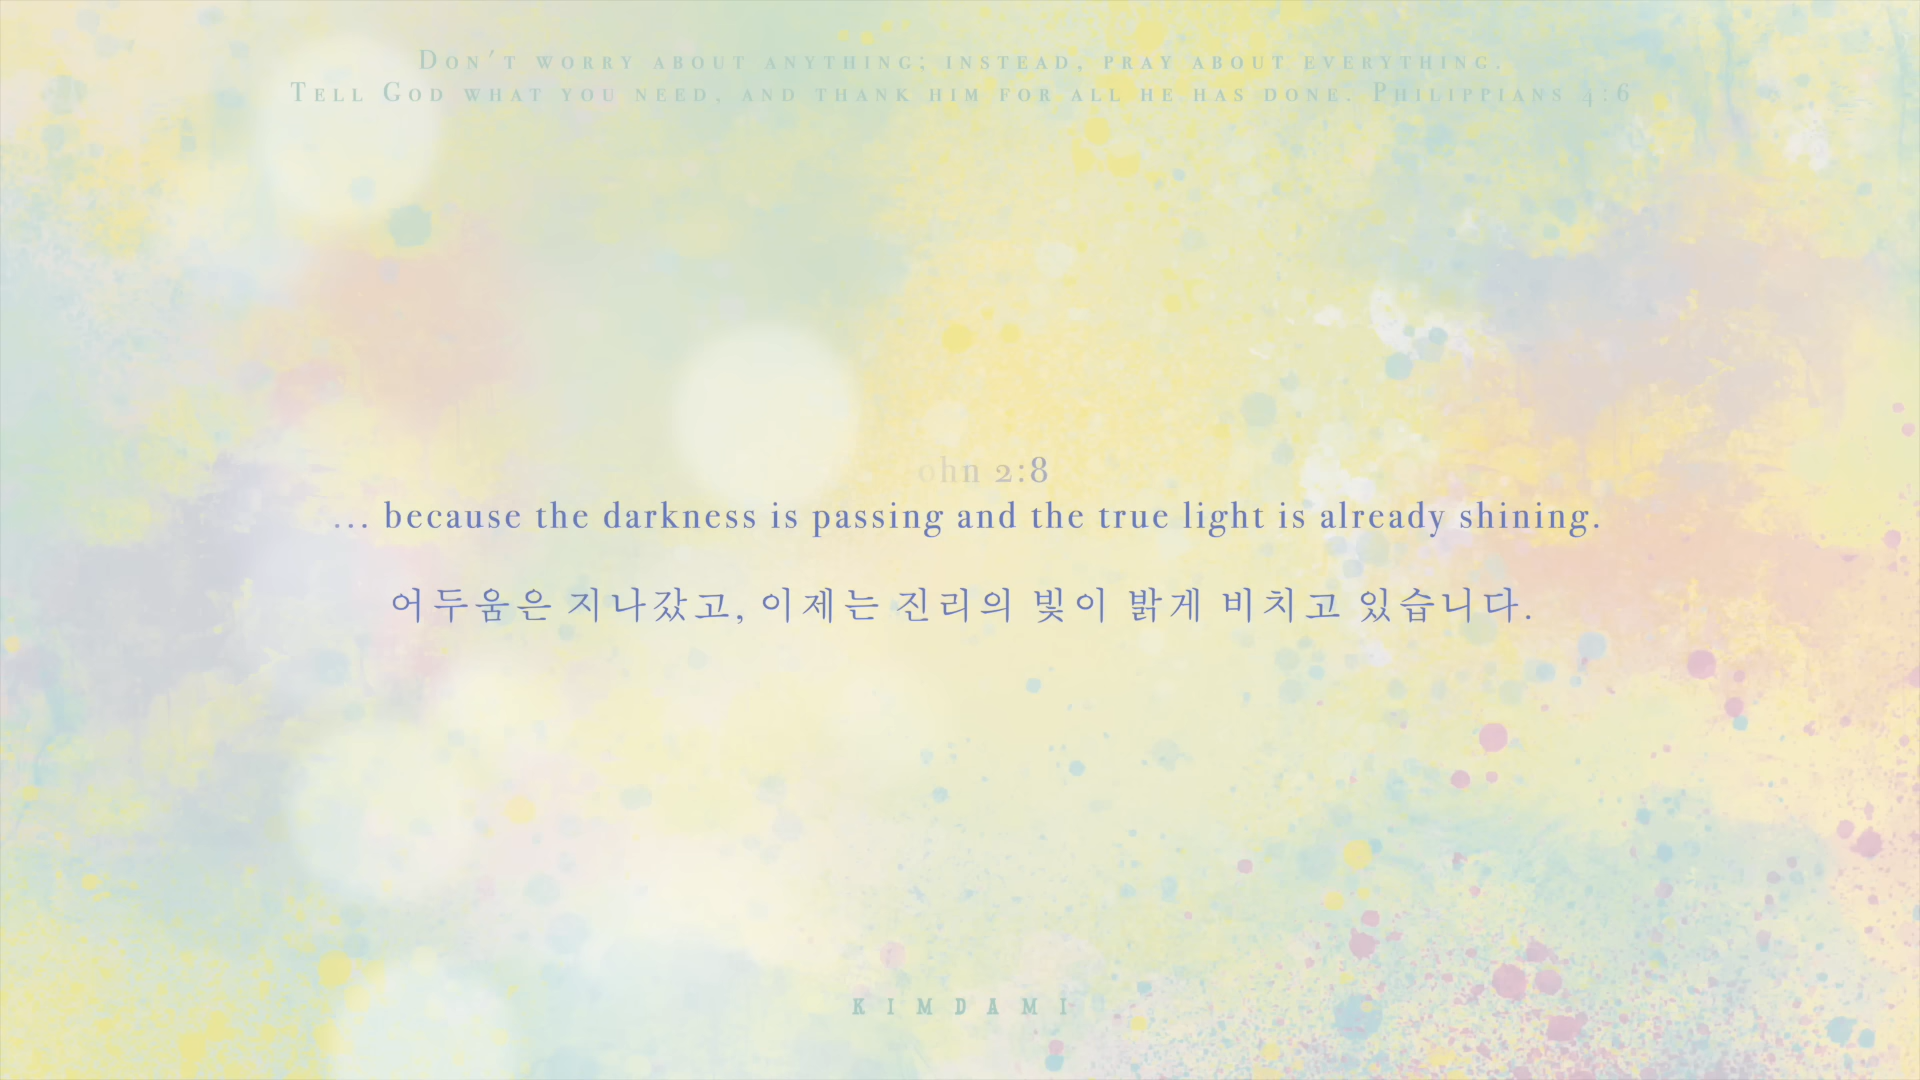 Don't worry about anything; instead, pray about everything.
Tell God what you need, and thank him for all he has done. Philippians 4:6
ohn 2:8
... because the darkness is passing and the true light is already shining.
어두움은 지나갔고, 이제는 진리의 빛이 밝게 비치고 있습니다.
KIMDAMI